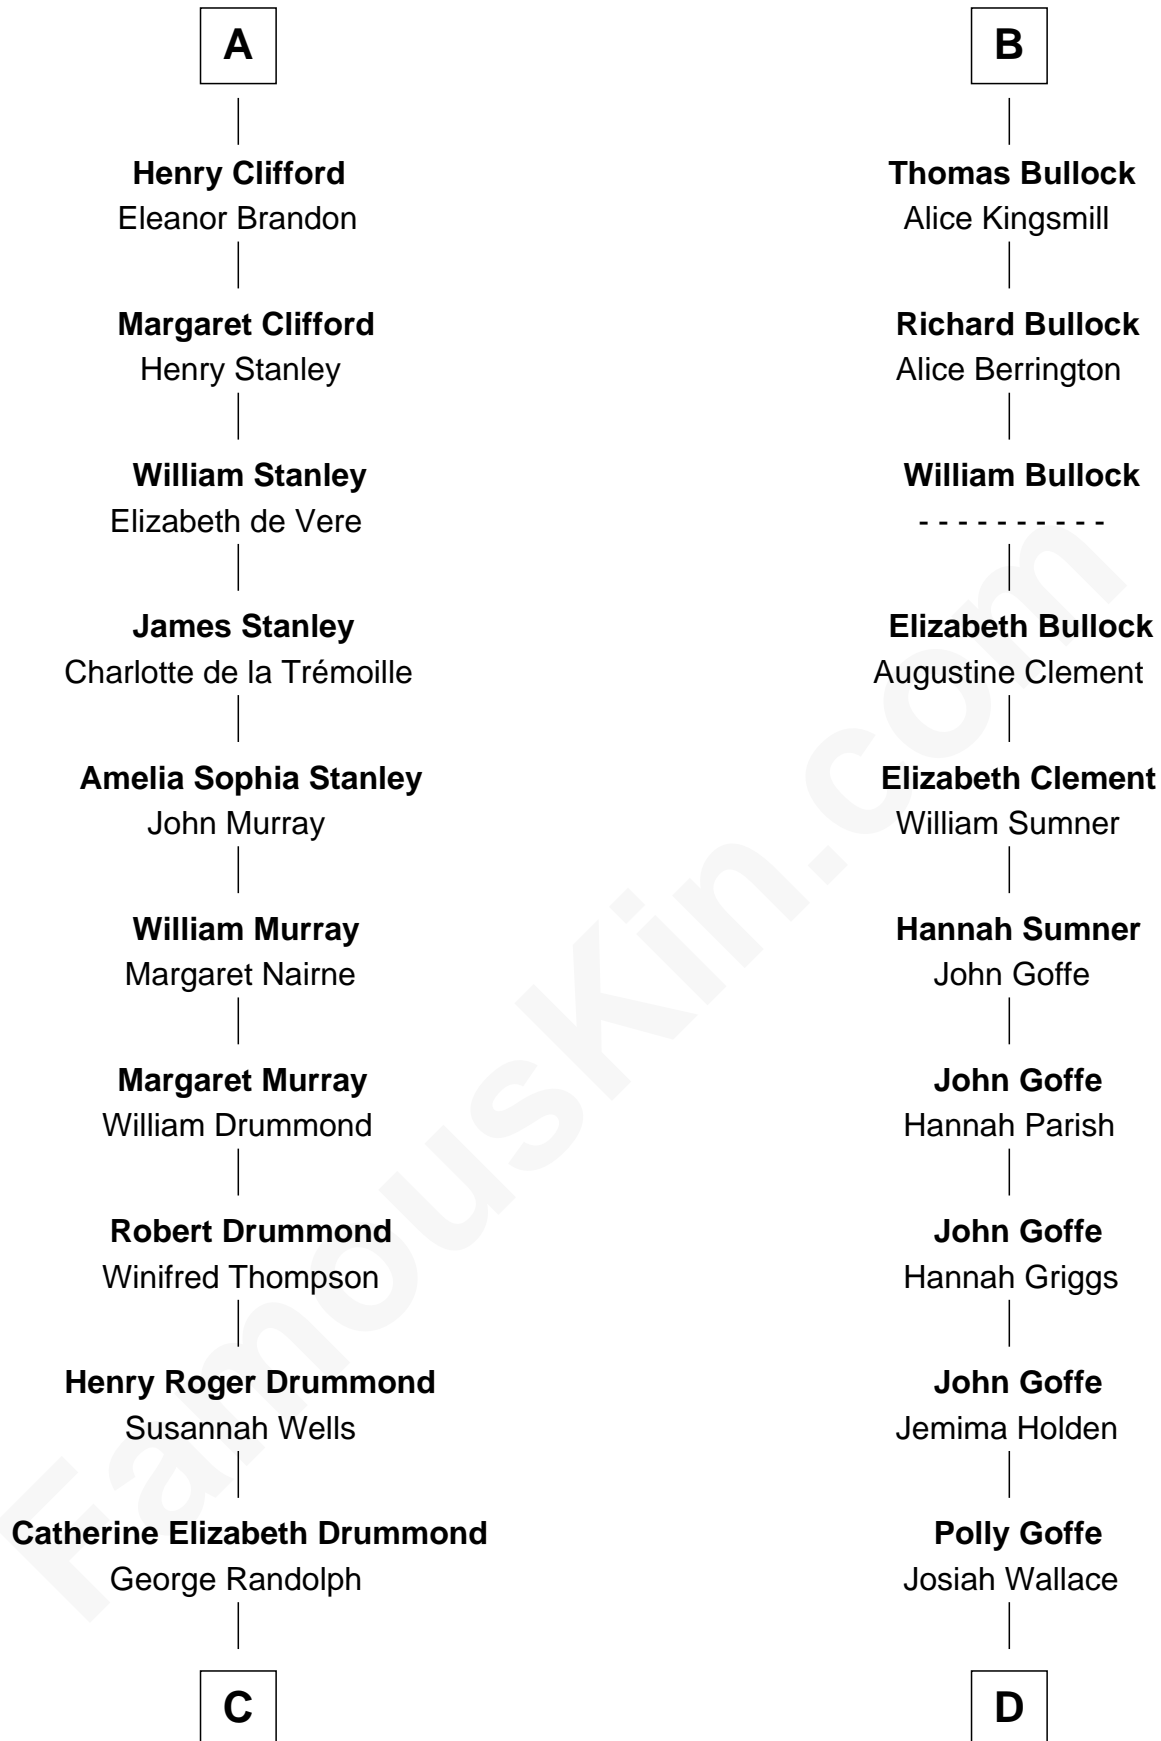 A
Henry Clifford
Eleanor Brandon
Margaret Clifford
Henry Stanley
William Stanley
Elizabeth de Vere
James Stanley
Charlotte de la Trémoille
Amelia Sophia Stanley
John Murray
William Murray
Margaret Nairne
Margaret Murray
William Drummond
Robert Drummond
Winifred Thompson
Henry Roger Drummond
Susannah Wells
Catherine Elizabeth Drummond
George Randolph
C
B
Thomas Bullock
Alice Kingsmill
Richard Bullock
Alice Berrington
William Bullock
- - - - - - - - - -
Elizabeth Bullock
Augustine Clement
Elizabeth Clement
William Sumner
Hannah Sumner
John Goffe
John Goffe
Hannah Parish
John Goffe
Hannah Griggs
John Goffe
Jemima Holden
Polly Goffe
Josiah Wallace
D
FamousKin.com